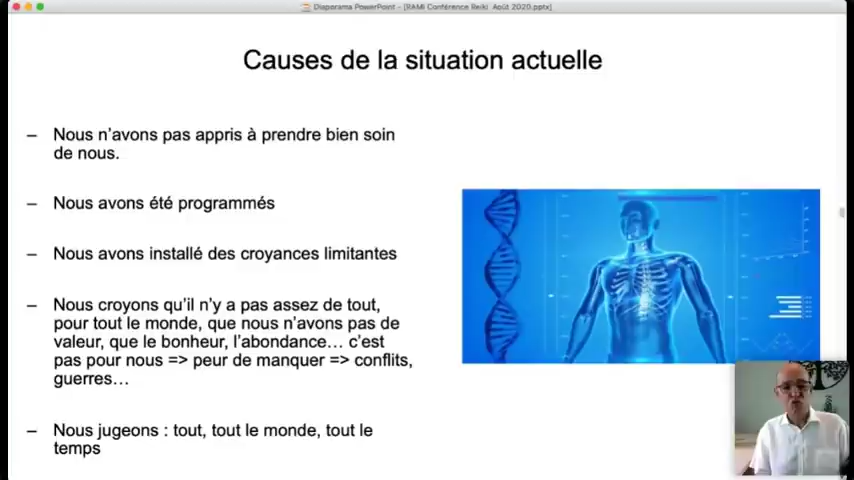 Diaporama PowerPoint - [RAMI Conférence Reiki Août 2020.pptx]
Causes de la situation actuelle
– Nous n'avons pas appris à prendre bien soin
de nous.
– Nous avons été programmés
– Nous avons installé des croyances limitantes
– Nous croyons qu'il n'y a pas assez de tout,
pour tout le monde, que nous n'avons pas de
valeur, que le bonheur, l'abondance… c'est
pas pour nous => peur de manquer => conflits,
guerres…
– Nous jugeons : tout, tout le monde, tout le
temps